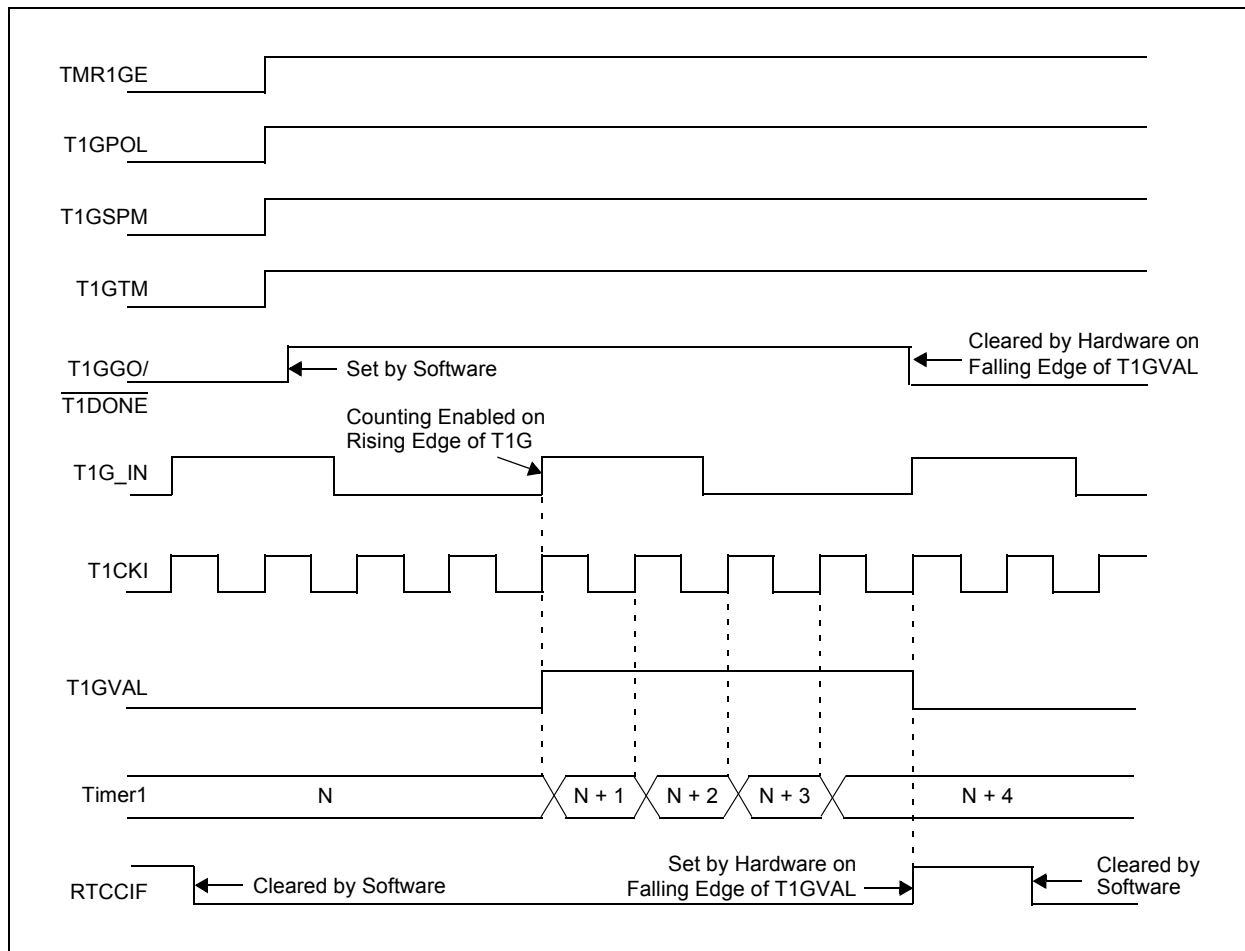 TMR1GE
T1GPOL
T1GSPM
T1GTM
T1GGO/
T1DONE
Set by Software
Cleared by Hardware on
Falling Edge of T1GVAL
Counting Enabled on
Rising Edge of T1G
T1G_IN
T1CKI
T1GVAL
Timer1
N
N + 1
N + 2
N + 3
N + 4
RTCCIF
Cleared by Software
Set by Hardware on
Falling Edge of T1GVAL
Cleared by
Software